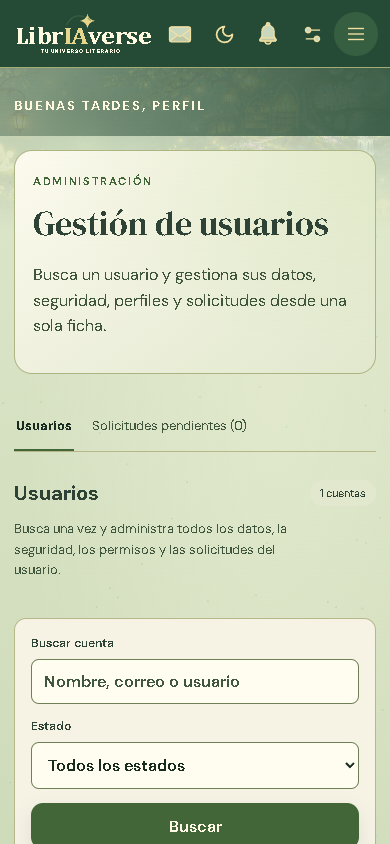 LibrIAverse
TU UNIVERSO LITERARIO
BUENAS TARDES, PERFIL
ADMINISTRACIÓN
Gestión de usuarios
Busca un usuario y gestiona sus datos,
seguridad, perfiles y solicitudes desde una
sola ficha.
Usuarios Solicitudes pendientes (0)
Usuarios 1 cuentas
Busca una vez y administra todos los datos, la
seguridad, los permisos y las solicitudes del
usuario.
Buscar cuenta
Nombre, correo o usuario
Estado
Todos los estados
Buscar